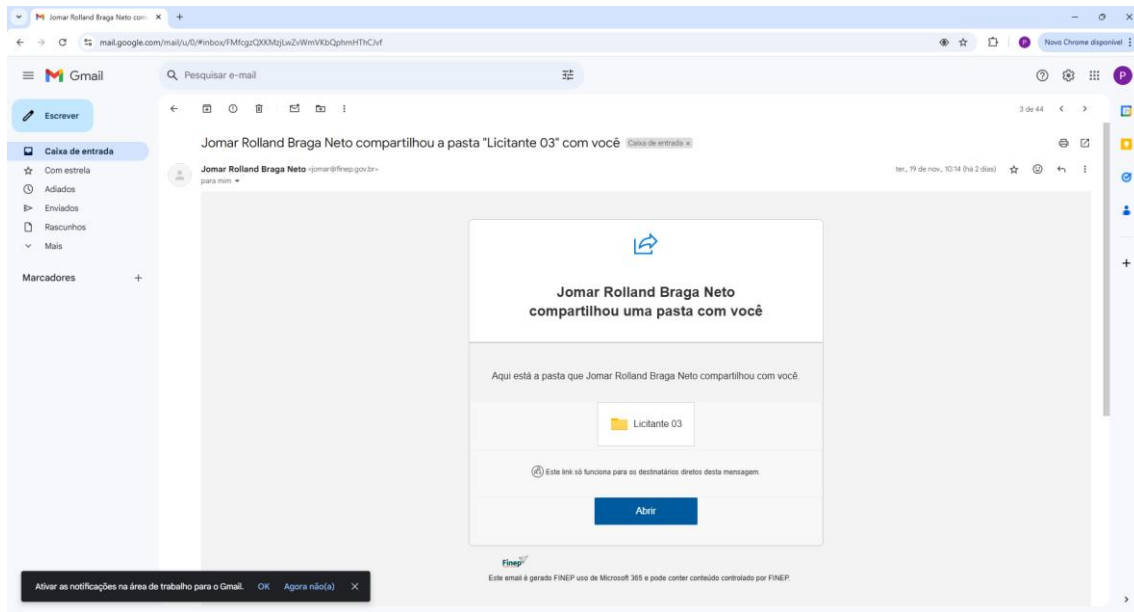 Jomar Rolland Braga Neto com
mail.google.com/mail/u/0/#inbox/FMfcgzQXKMzjLwZvWmVKbQphmHThCJvf
P
Novo Chrome disponível
Gmail
Pesquisar e-mail
P
Escrever
3 de 44
Caixa de entrada
Com estrela
Adiados
Enviados
Rascunhos
Mais
Marcadores
Jomar Rolland Braga Neto compartilhou a pasta "Licitante 03" com você Caixa de entrada x
Jomar Rolland Braga Neto <jomar@finep.gov.br>
ter., 19 de nov., 10:14 (há 2 dias)
para mim
Jomar Rolland Braga Neto
compartilhou uma pasta com você
Aqui está a pasta que Jomar Rolland Braga Neto compartilhou com você.
Licitante 03
Este link só funciona para os destinatários diretos desta mensagem.
Abrir
Finep
Este email é gerado FINEP uso de Microsoft 365 e pode conter conteúdo controlado por FINEP.
Ativar as notificações na área de trabalho para o Gmail. OK Agora não(a)